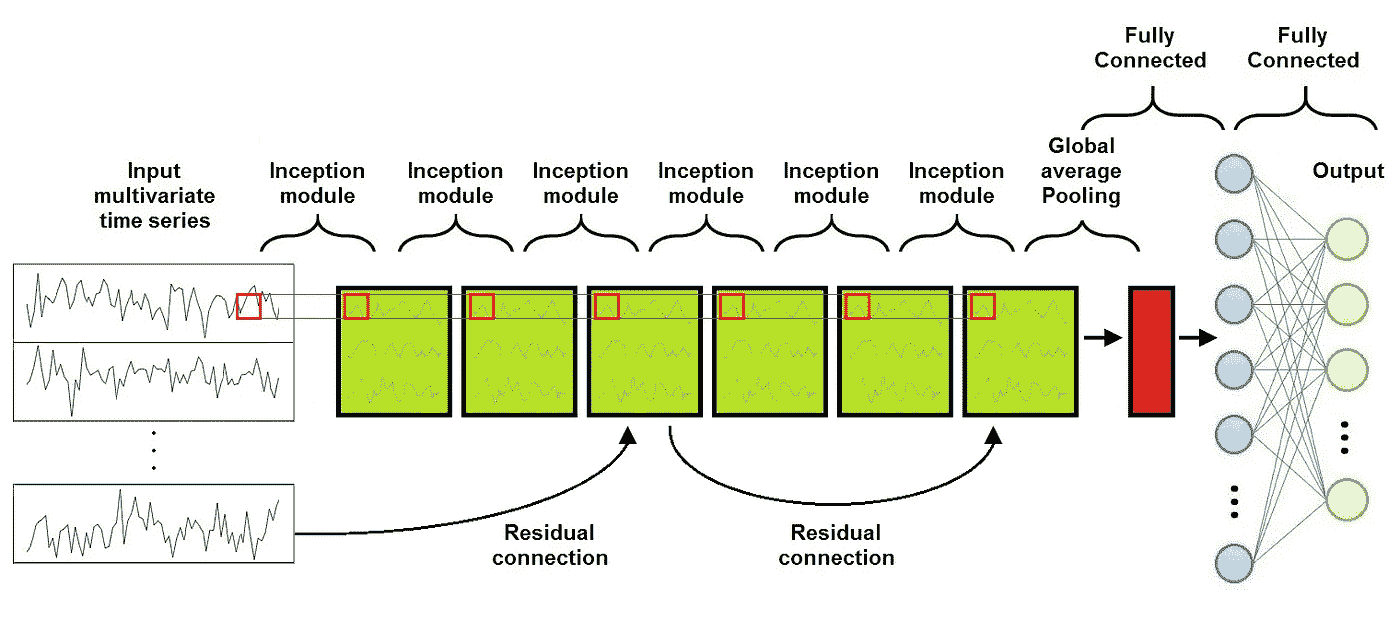 Fully
Connected
Fully
Connected
Input
multivariate
time series
Inception
module
Inception
module
Inception
module
Inception
module
Inception
module
Inception
module
Global
average
Pooling
Output
Residual
connection
Residual
connection